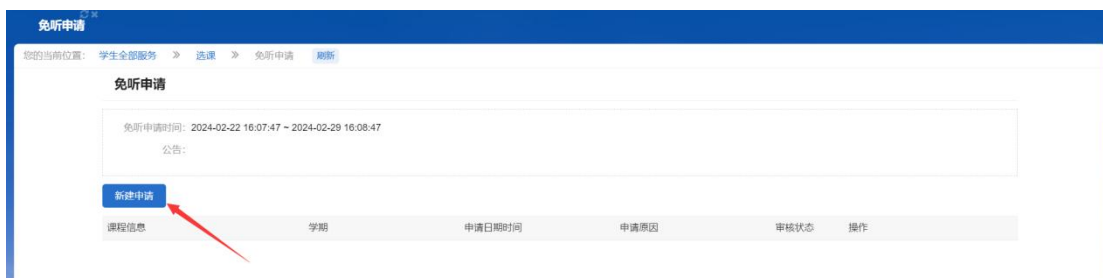 免听申请
您的当前位置： 学生全部服务 » 选课 » 免听申请 刷新
免听申请
免听申请时间：2024-02-22 16:07:47 ~ 2024-02-29 16:08:47
公告：
新建申请
课程信息 学期 申请日期时间 申请原因 审核状态 操作